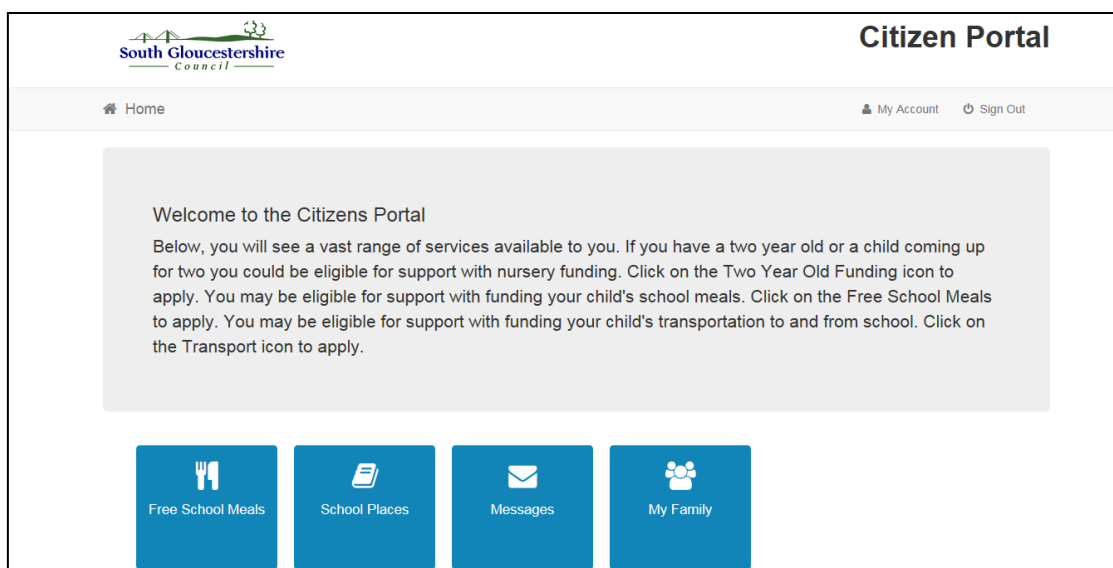 South Gloucestershire
Council
Citizen Portal
Home
My Account
Sign Out
Welcome to the Citizens Portal
Below, you will see a vast range of services available to you. If you have a two year old or a child coming up
for two you could be eligible for support with nursery funding. Click on the Two Year Old Funding icon to
apply. You may be eligible for support with funding your child's school meals. Click on the Free School Meals
to apply. You may be eligible for support with funding your child's transportation to and from school. Click on
the Transport icon to apply.
Free School Meals
School Places
Messages
My Family